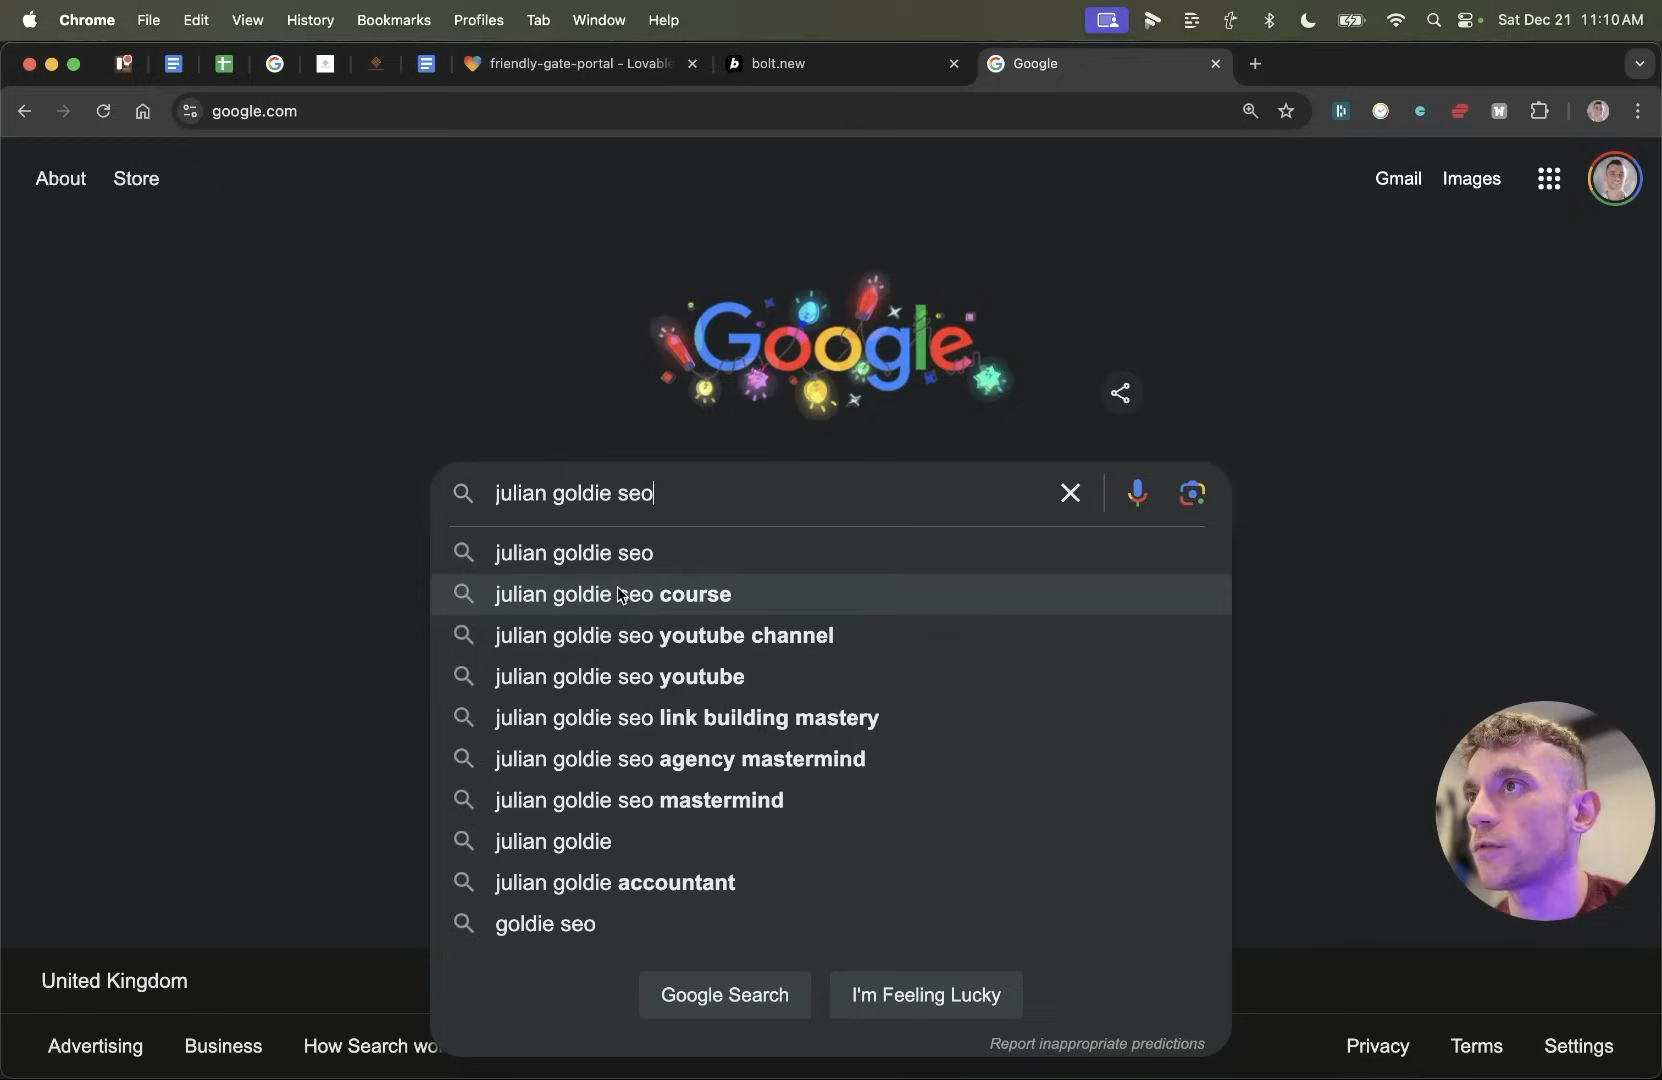 Chrome File Edit View History Bookmarks Profiles Tab Window Help Sat Dec 21 11:10 AM
friendly-gate-portal - Lovable bolt.new Google
google.com
About Store Gmail Images
Google
julian goldie seo
julian goldie seo
julian goldie seo course
julian goldie seo youtube channel
julian goldie seo youtube
julian goldie seo link building mastery
julian goldie seo agency mastermind
julian goldie seo mastermind
julian goldie
julian goldie accountant
goldie seo
United Kingdom
Google Search I'm Feeling Lucky
Report inappropriate predictions
Advertising Business How Search wo Privacy Terms Settings